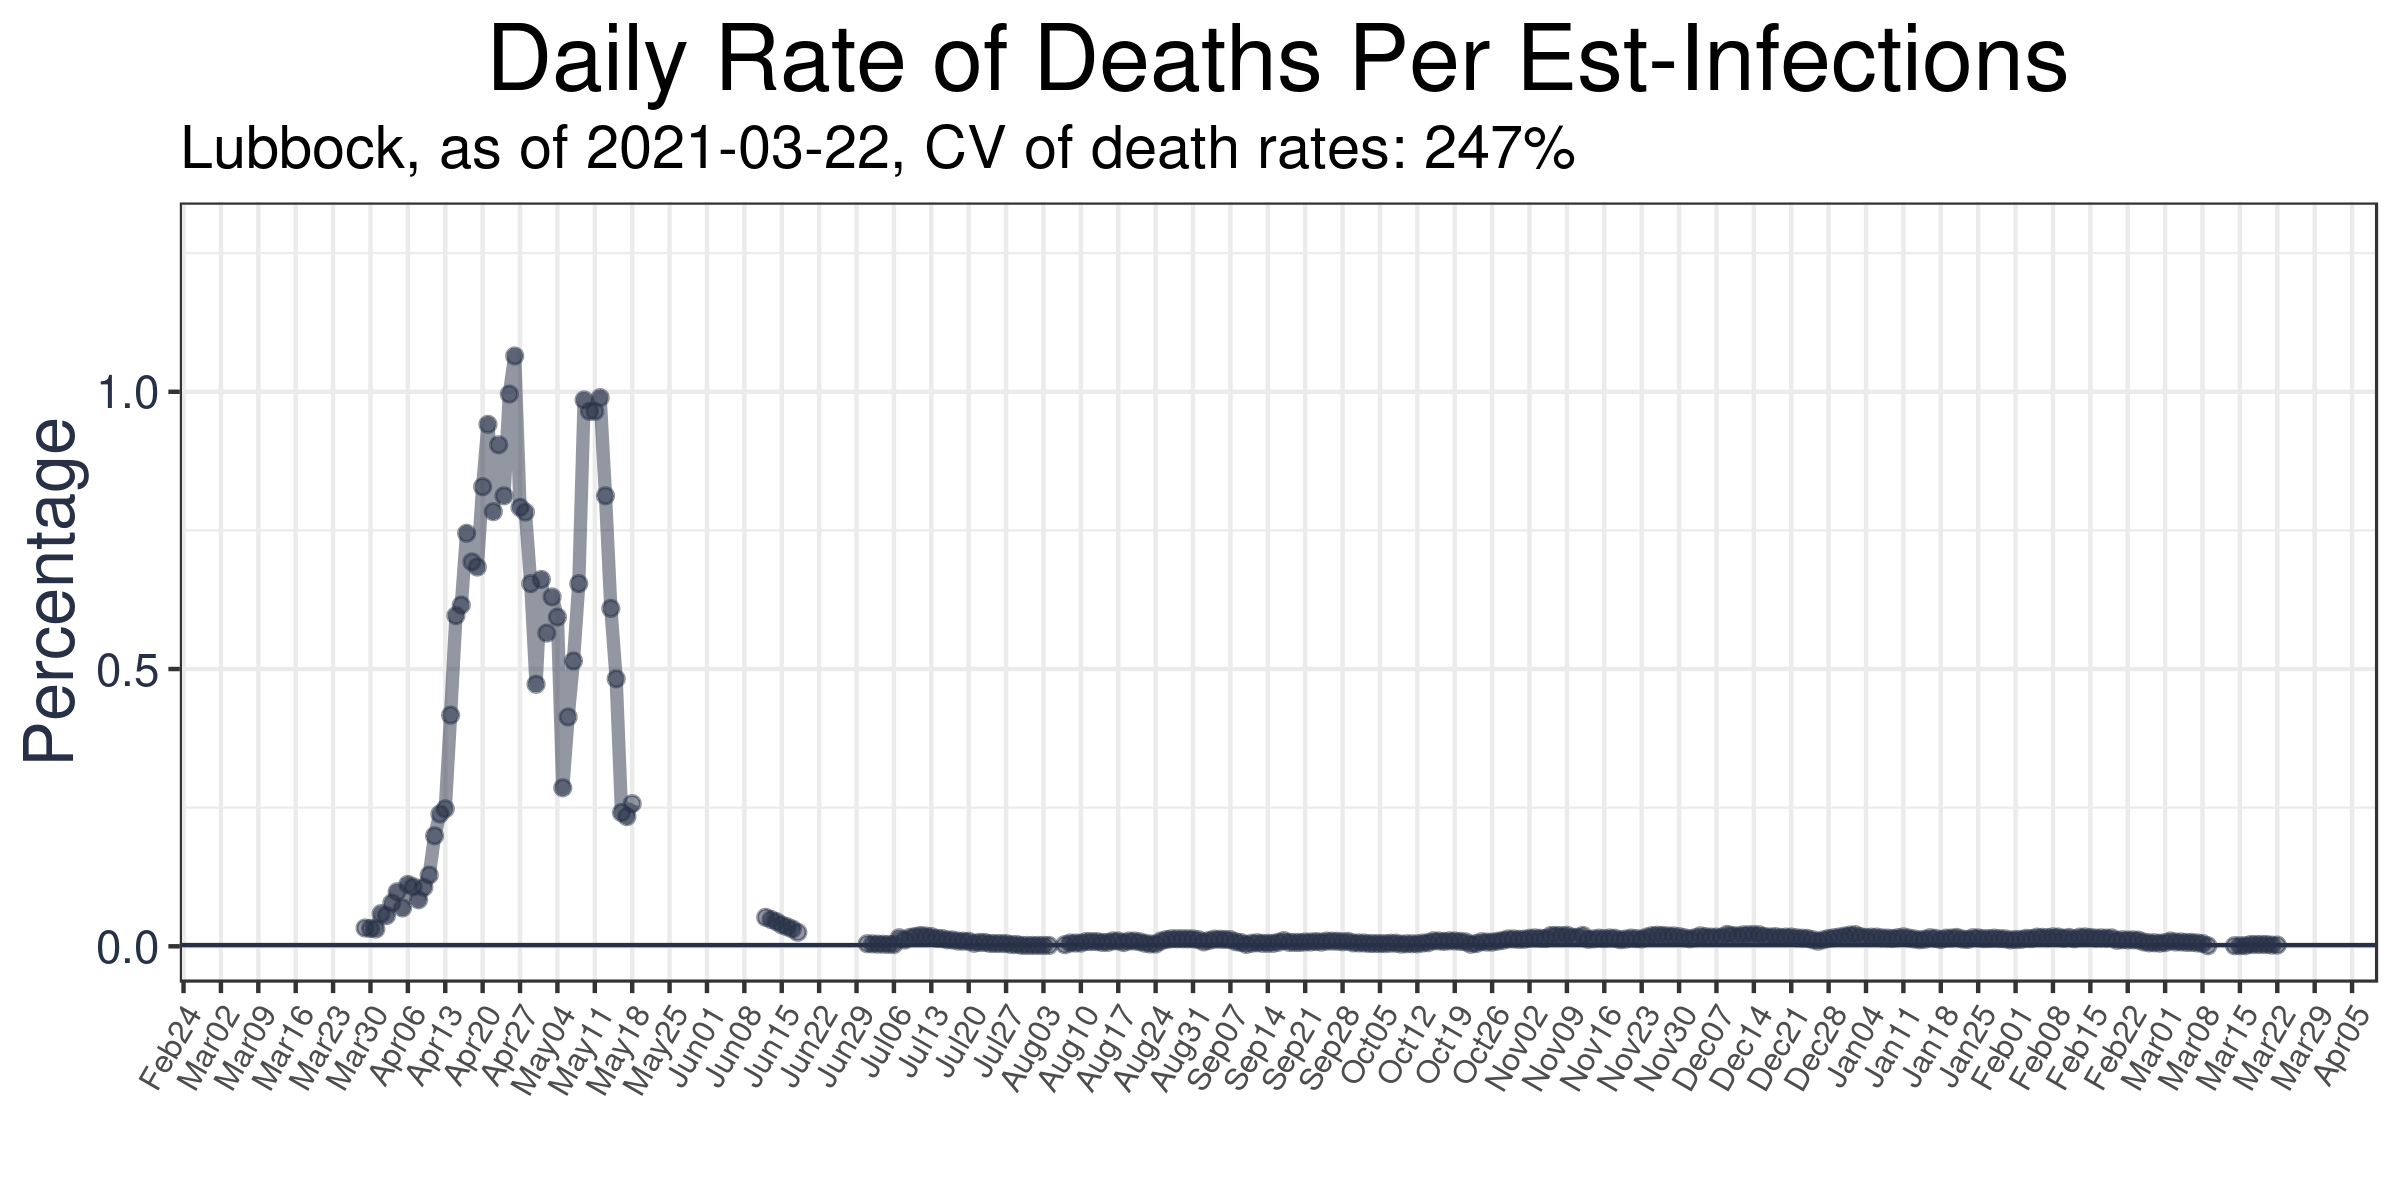 Daily Rate of Deaths Per Est-Infections
Lubbock, as of 2021-03-22, CV of death rates: 247%
Percentage
1.0
0.5
0.0
Feb24 Mar02 Mar09 Mar16 Mar23 Mar30 Apr06 Apr13 Apr20 Apr27 May04 May11 May18 May25 Jun01 Jun08 Jun15 Jun22 Jun29 Jul06 Jul13 Jul20 Jul27 Aug03 Aug10 Aug17 Aug24 Aug31 Sep07 Sep14 Sep21 Sep28 Oct05 Oct12 Oct19 Oct26 Nov02 Nov09 Nov16 Nov23 Nov30 Dec07 Dec14 Dec21 Dec28 Jan04 Jan11 Jan18 Jan25 Feb01 Feb08 Feb15 Feb22 Mar01 Mar08 Mar15 Mar22 Mar29 Apr05